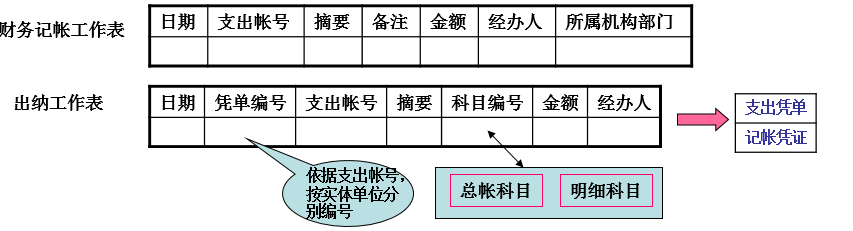 财务记帐工作表
日期 支出帐号 摘要 备注 金额 经办人 所属机构部门
出纳工作表
日期 凭单编号 支出帐号 摘要 科目编号 金额 经办人
支出凭单
记帐凭证
依据支出帐号，
按实体单位分
别编号
总帐科目 明细科目